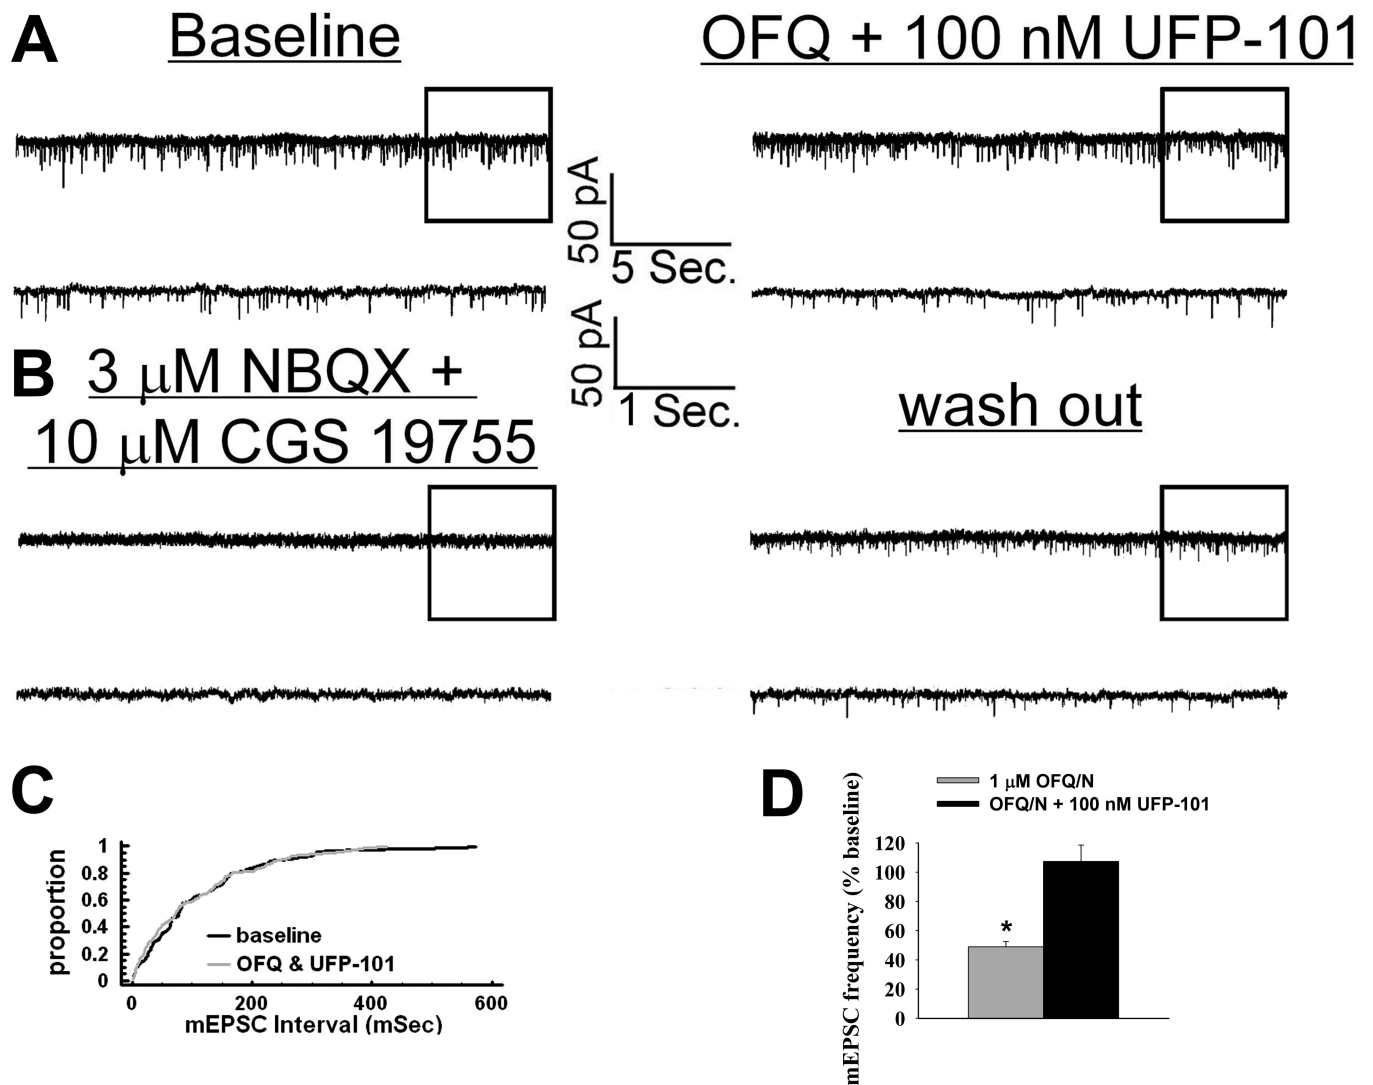 A
Baseline
OFQ + 100 nM UFP-101
50 pA
5 Sec.
50 pA
1 Sec.
B
3 μM NBQX +
10 μM CGS 19755
wash out
C
proportion
1
0.8
0.6
0.4
0.2
0
baseline
OFQ & UFP-101
0 200 400 600
mEPSC Interval (mSec)
D
1 μM OFQ/N
OFQ/N + 100 nM UFP-101
mEPSC frequency (% baseline)
120
100
80
60
40
20
0
*